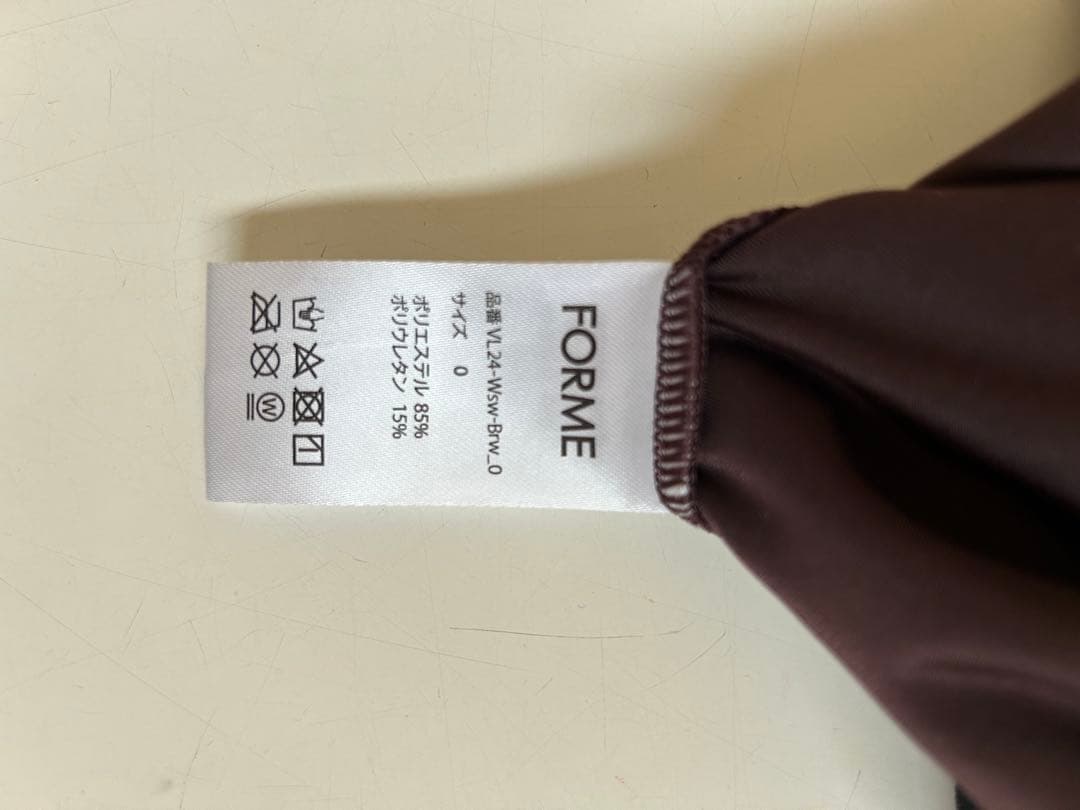 FORME
品番 VL24-Wsw-Brw_0
サイズ 0
ポリエステル 85%
ポリウレタン 15%
W